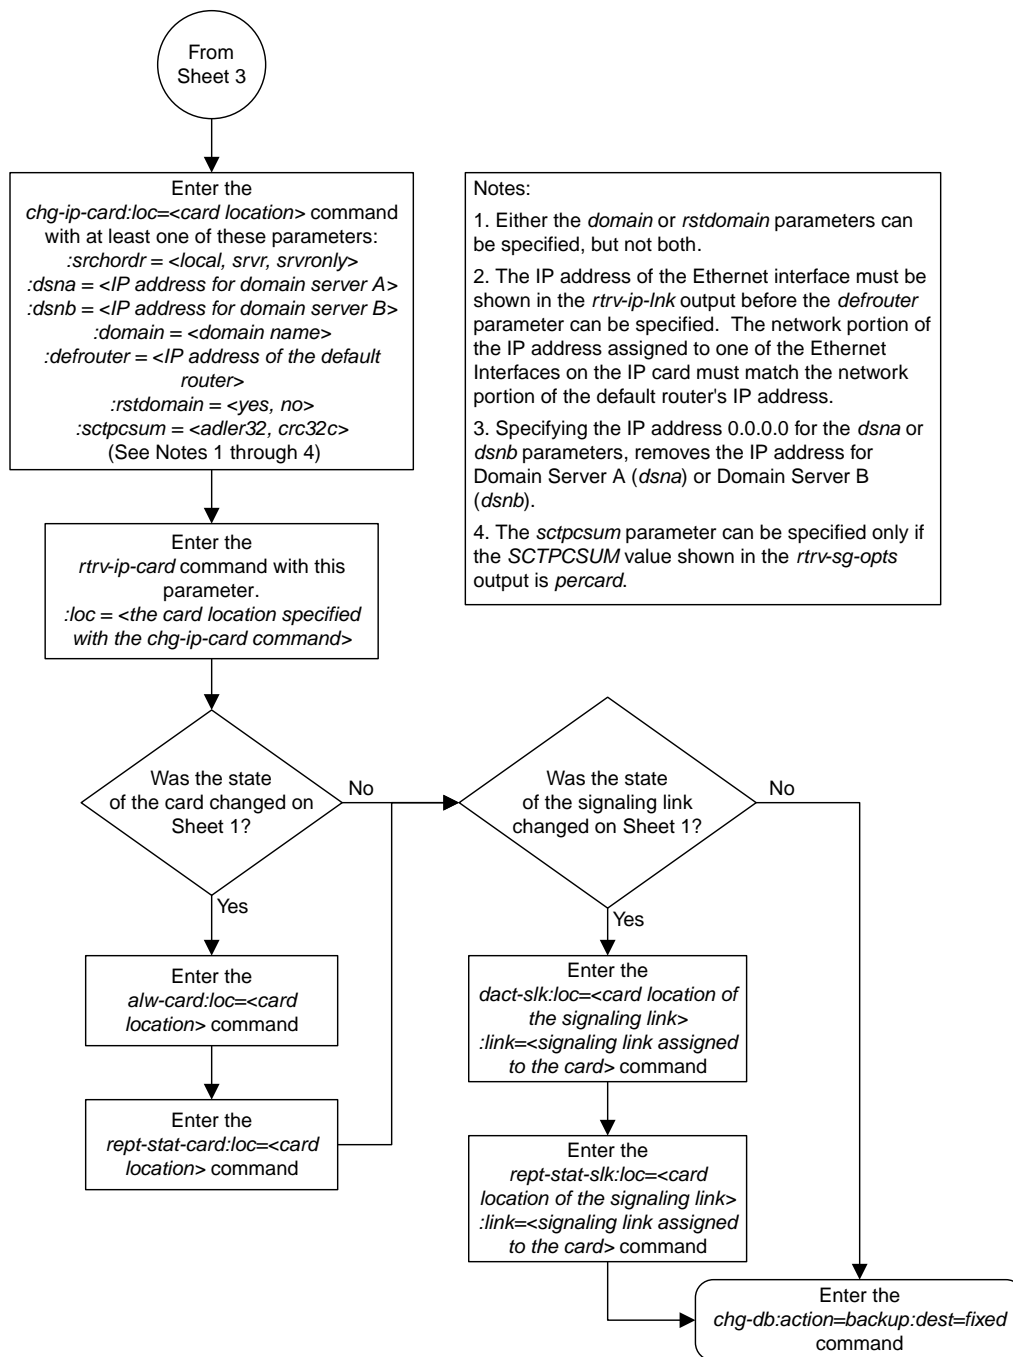 From
Sheet 3
Enter the
chg-ip-card:loc=<card location> command
with at least one of these parameters:
:srchordr = <local, srvr, srvronly>
:dsna = <IP address for domain server A>
:dsnb = <IP address for domain server B>
:domain = <domain name>
:defrouter = <IP address of the default
router>
:rstdomain = <yes, no>
:sctpcsum = <adler32, crc32c>
(See Notes 1 through 4)
Notes:
1. Either the domain or rstdomain parameters can
be specified, but not both.
2. The IP address of the Ethernet interface must be
shown in the rtrv-ip-lnk output before the defrouter
parameter can be specified. The network portion of
the IP address assigned to one of the Ethernet
Interfaces on the IP card must match the network
portion of the default router's IP address.
3. Specifying the IP address 0.0.0.0 for the dsna or
dsnb parameters, removes the IP address for
Domain Server A (dsna) or Domain Server B
(dsnb).
4. The sctpcsum parameter can be specified only if
the SCTPCSUM value shown in the rtrv-sg-opts
output is percard.
Enter the
rtrv-ip-card command with this
parameter.
:loc = <the card location specified
with the chg-ip-card command>
Was the state
of the card changed on
Sheet 1?
No
Yes
Enter the
alw-card:loc=<card
location> command
Enter the
rept-stat-card:loc=<card
location> command
Was the state
of the signaling link
changed on Sheet 1?
No
Yes
Enter the
dact-slk:loc=<card location of
the signaling link>
:link=<signaling link assigned
to the card> command
Enter the
rept-stat-slk:loc=<card
location of the signaling link>
:link=<signaling link assigned
to the card> command
Enter the
chg-db:action=backup:dest=fixed
command